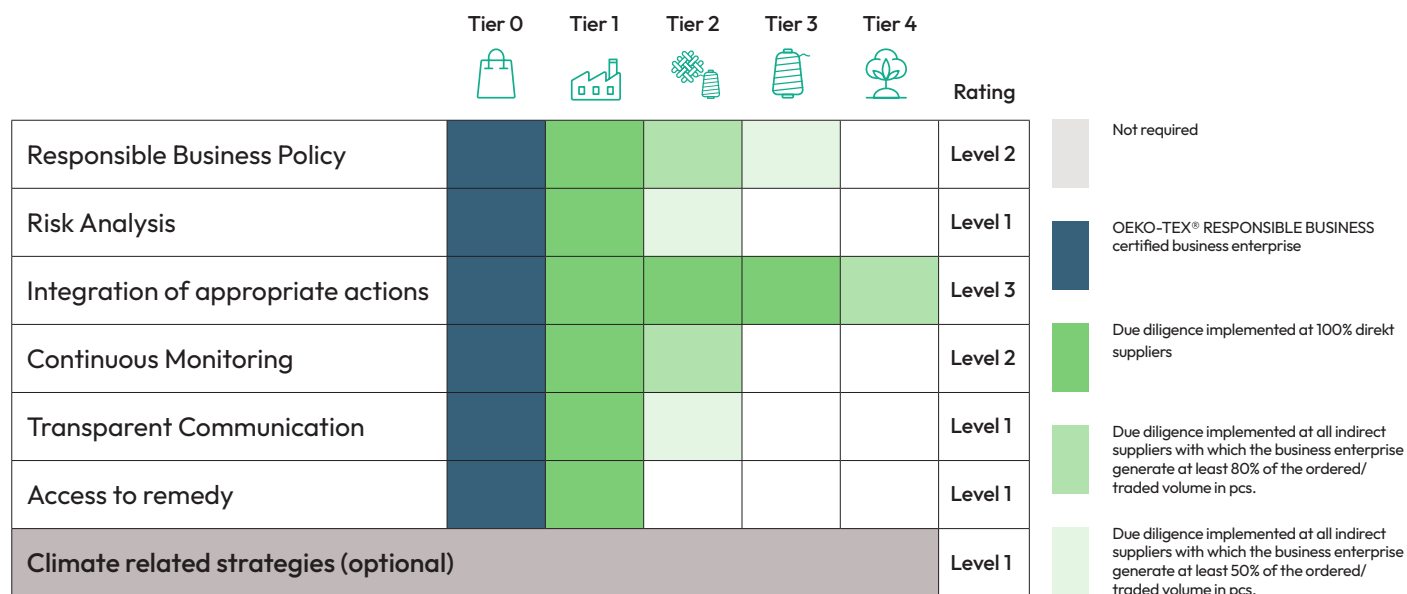 Tier 0 Tier 1 Tier 2 Tier 3 Tier 4
Rating
Responsible Business Policy Level 2
Risk Analysis Level 1
Integration of appropriate actions Level 3
Continuous Monitoring Level 2
Transparent Communication Level 1
Access to remedy Level 1
Climate related strategies (optional) Level 1
Not required
OEKO-TEX® RESPONSIBLE BUSINESS
certified business enterprise
Due diligence implemented at 100% direkt
suppliers
Due diligence implemented at all indirect
suppliers with which the business enterprise
generate at least 80% of the ordered/
traded volume in pcs.
Due diligence implemented at all indirect
suppliers with which the business enterprise
generate at least 50% of the ordered/
traded volume in pcs.